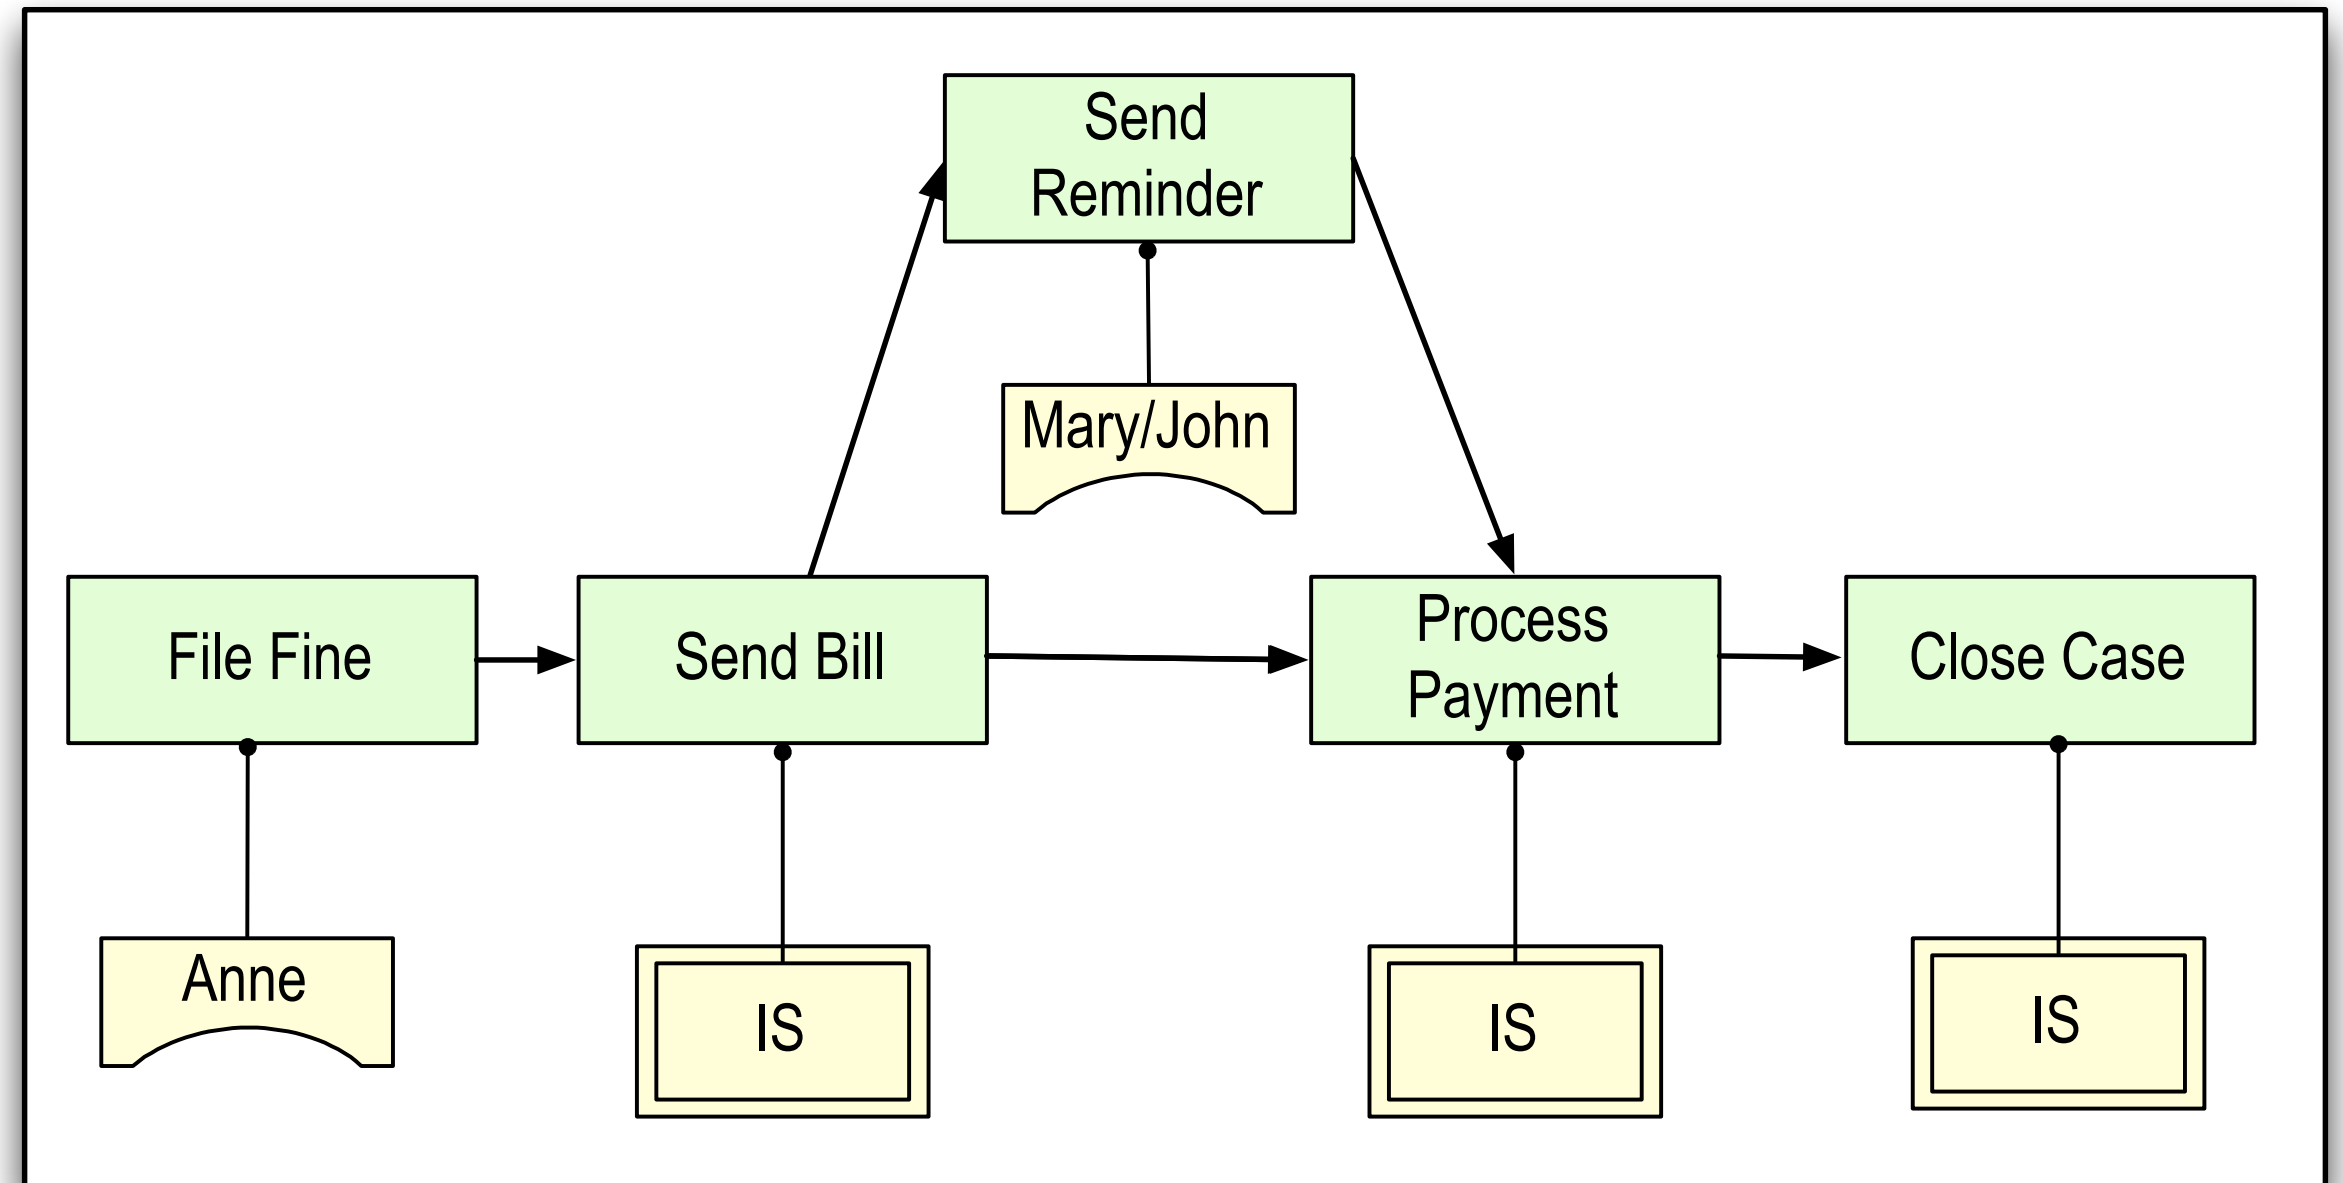 Send
Reminder
Mary/John
File Fine
Send Bill
Process
Payment
Close Case
Anne
IS
IS
IS